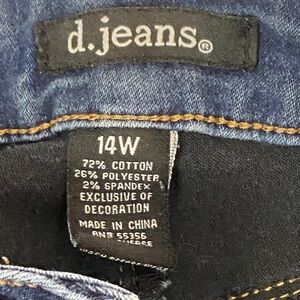 d.jeans®
14W
72% COTTON
26% POLYESTER
2% SPANDEX
EXCLUSIVE OF
DECORATION
MADE IN CHINA
RN# 55356